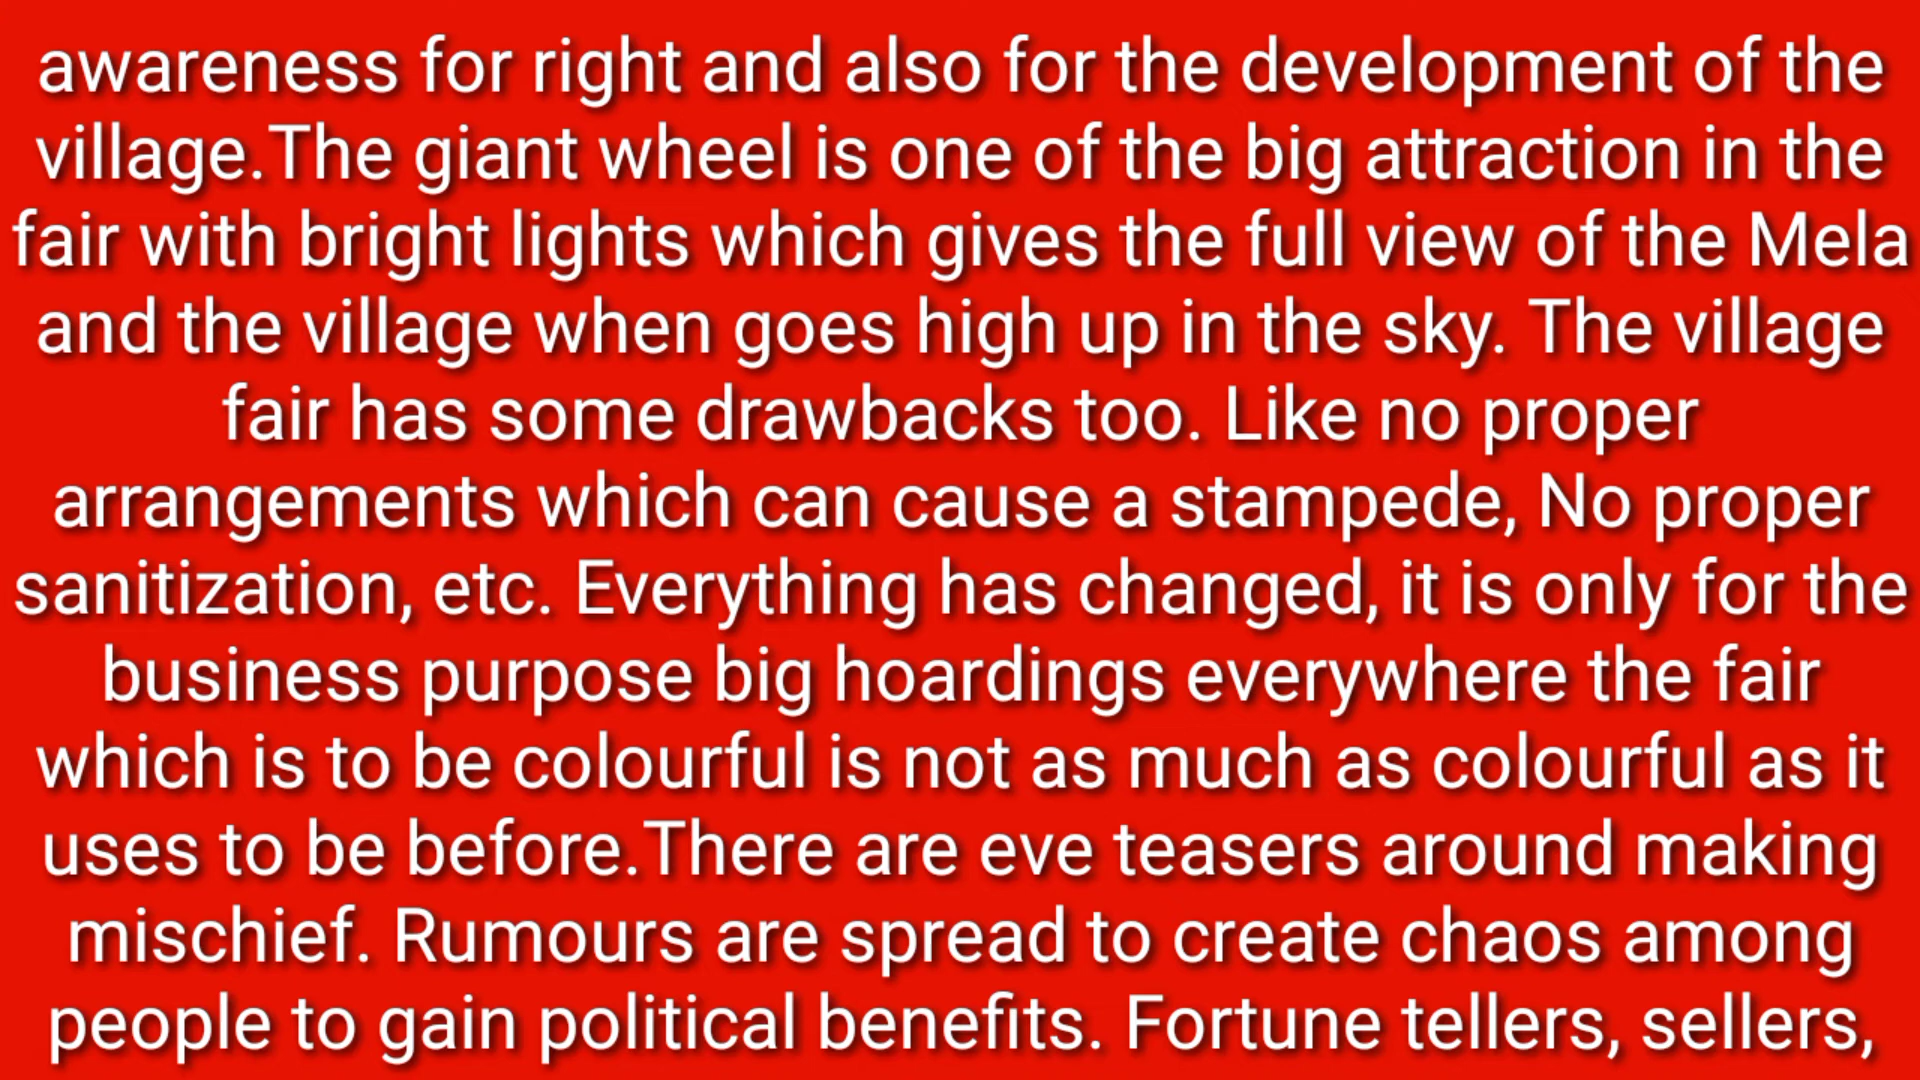 awareness for right and also for the development of the
village.The giant wheel is one of the big attraction in the
fair with bright lights which gives the full view of the Mela
and the village when goes high up in the sky. The village
fair has some drawbacks too. Like no proper
arrangements which can cause a stampede, No proper
sanitization, etc. Everything has changed, it is only for the
business purpose big hoardings everywhere the fair
which is to be colourful is not as much as colourful as it
uses to be before.There are eve teasers around making
mischief. Rumours are spread to create chaos among
people to gain political benefits. Fortune tellers, sellers,